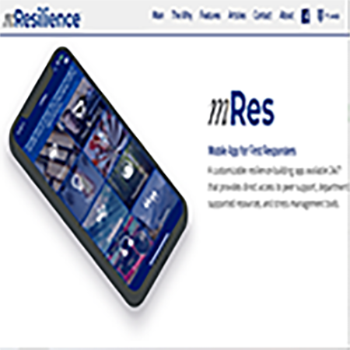 mResilience
Main The Why Features Articles Contact About
mRes
Mobile App for First Responders
A customizable resilience-building app available 24/7
that provides direct access to peer support, department
supported resources, and stress management tools.